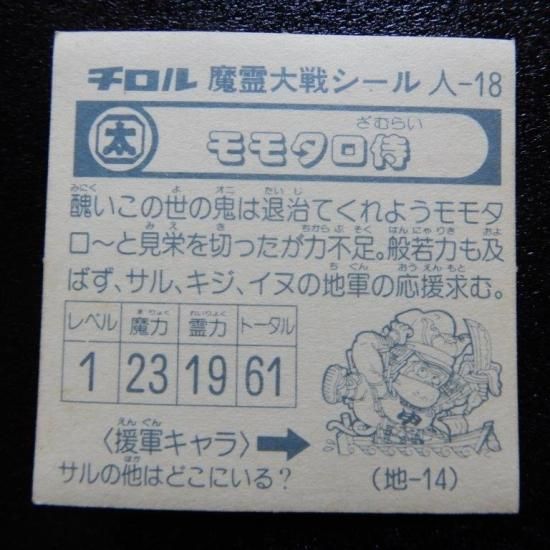 チロル 魔霊大戦シール 人-18
太 モモタロ侍
ざむらい
醜いこの世の鬼は退治てくれようモモタ
みにく よ オニ たいじ
ロ〜と見栄を切ったが力不足。般若力も及
みえ き ちからぶそく はんにゃりき およ
ばず、サル、キジ、イヌの地軍の応援求む。
ちぐん おうえんもと
レベル 魔力 霊力 トータル
まりょく れいりょく
1 23 19 61
〈援軍キャラ〉
えんぐん
サルの他はどこにいる?
ほか
(地-14)